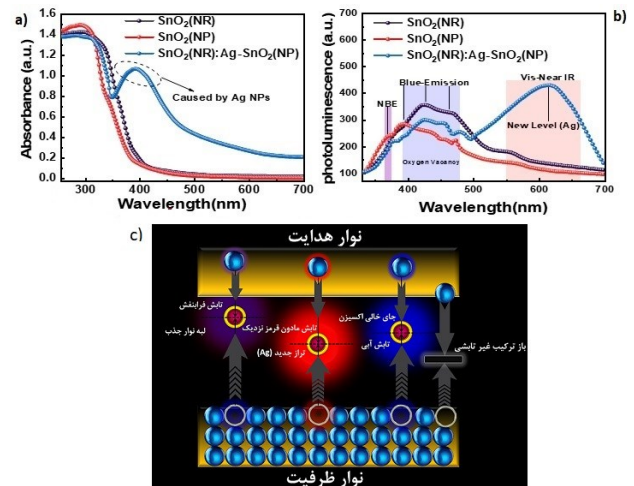 a)
SnO₂(NR)
SnO₂(NP)
SnO₂(NR):Ag-SnO₂(NP)
Caused by Ag NPs
Absorbance (a.u.)
1.6
1.4
1.2
1.0
0.8
0.6
0.4
0.2
0.0
300 400 500 600 700
Wavelength(nm)
b)
SnO₂(NR)
SnO₂(NP)
SnO₂(NR):Ag-SnO₂(NP)
Blue-Emission
Vis-Near IR
NBE
New Level (Ag)
Oxygen Vacancy
photoluminescence (a.u.)
700
600
500
400
300
200
100
400 500 600 700
Wavelength(nm)
c)
نوار هدایت
تابش فرابنفش
لبه نوار جذب
تابش مادون قرمز نزدیک
تراز جدید (Ag)
جای خالی اکسیژن
تابش آبی
باز ترکیب غیر تابشی
نوار ظرفیت